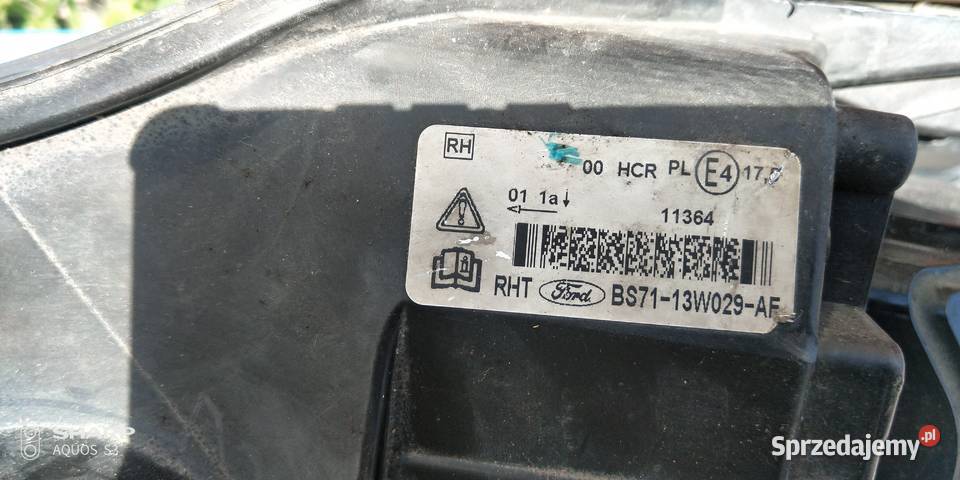 RH
00 HCR PL E4 17,5
01 1a
11364
RHT Ford BS71-13W029-AF
SHARP
AQUOS S3
Sprzedajemy.pl